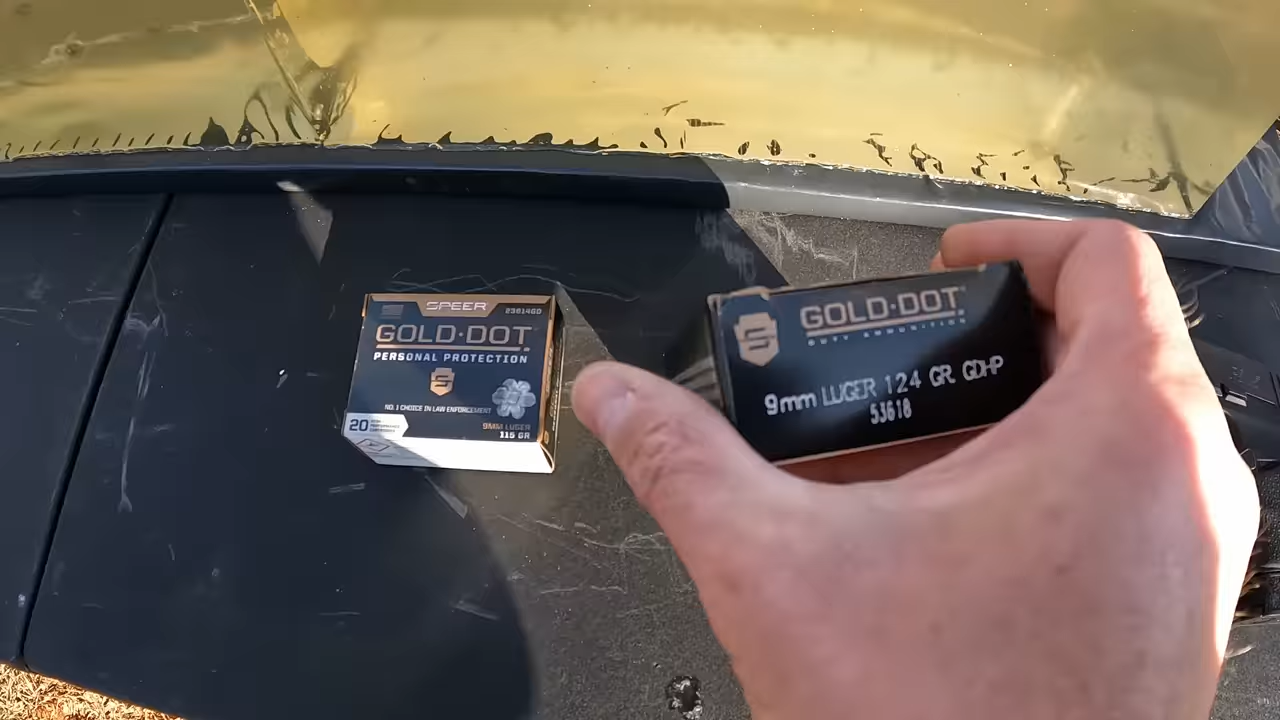 SPEER
23614GD
GOLD·DOT
PERSONAL PROTECTION
NO. 1 CHOICE IN LAW ENFORCEMENT
20
9MM LUGER
115 GR
GOLD·DOT
DUTY AMMUNITION
9mm LUGER 124 GR. GDHP
53618